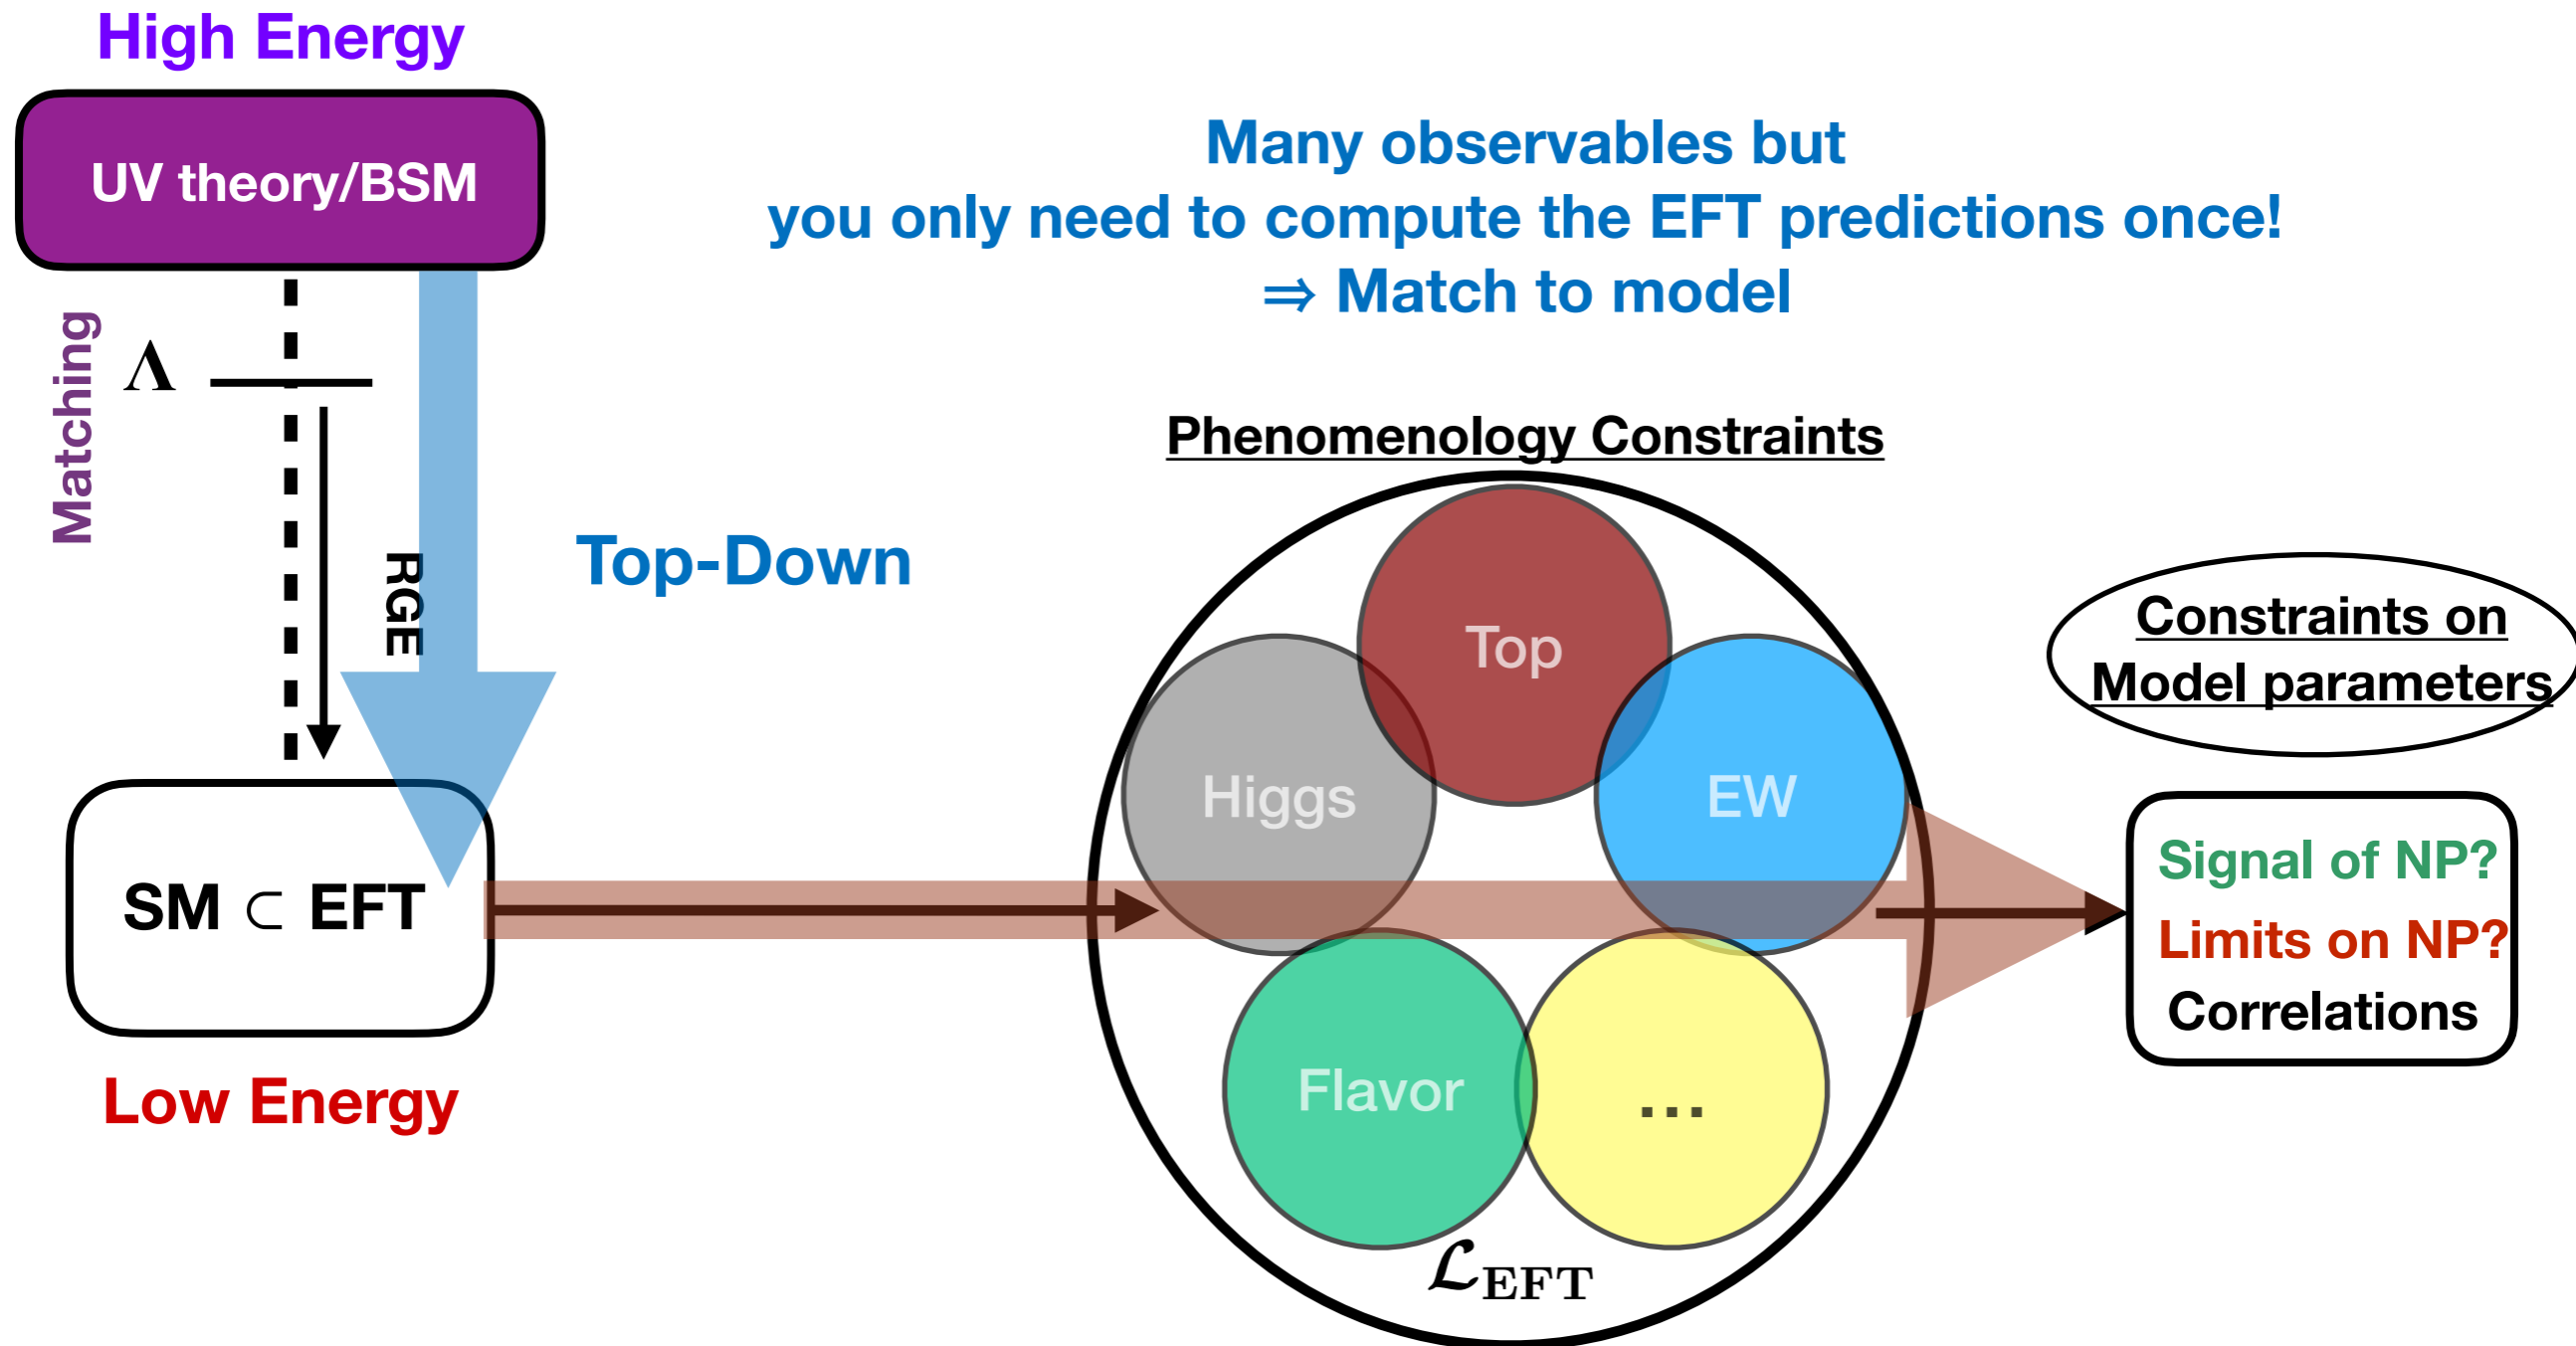 High Energy
UV theory/BSM
Many observables but
you only need to compute the EFT predictions once!
⇒ Match to model
Matching
Λ
RGE
Top-Down
SM ⊂ EFT
Low Energy
Phenomenology Constraints
Top
Higgs
EW
Flavor
...
ℒ_EFT
Constraints on
Model parameters
Signal of NP?
Limits on NP?
Correlations